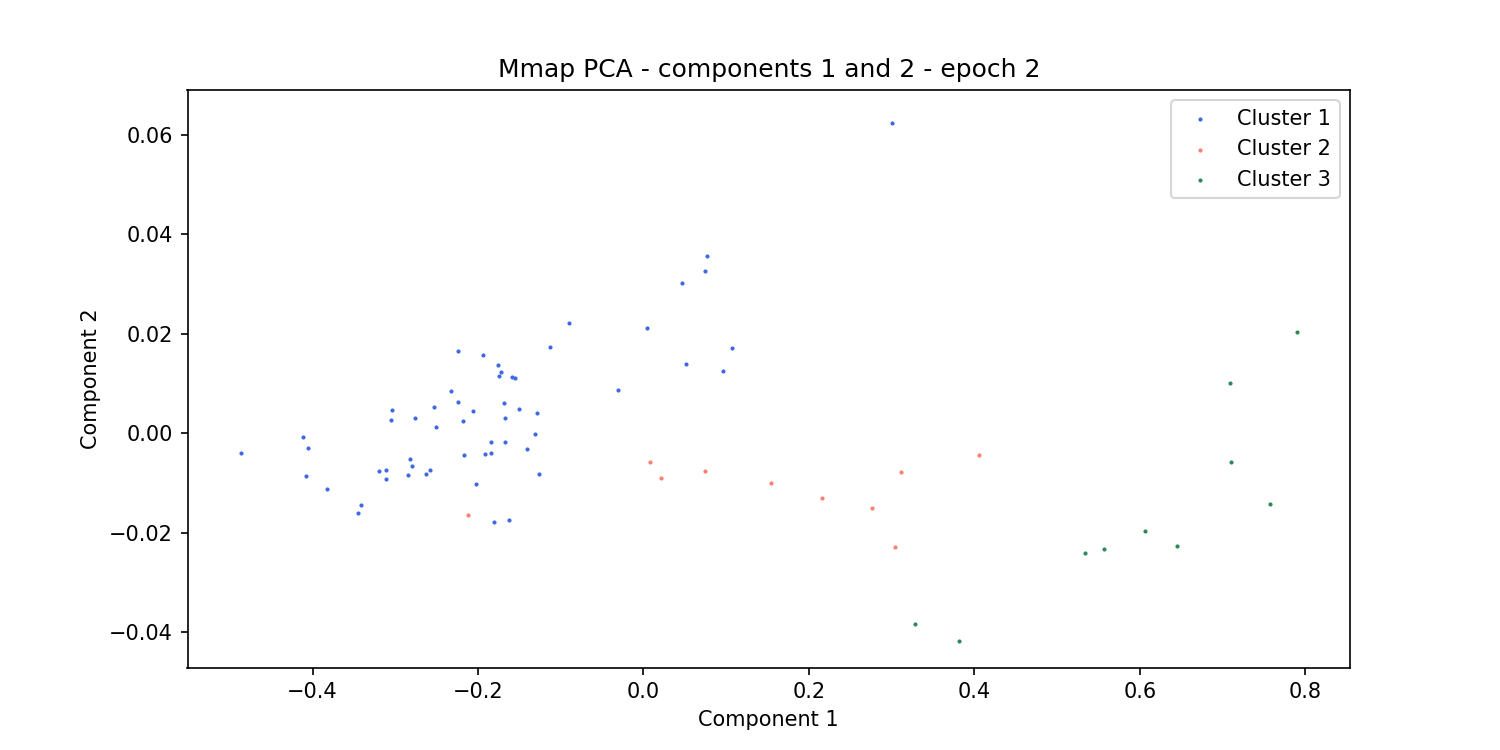 Mmap PCA - components 1 and 2 - epoch 2
Cluster 1
Cluster 2
Cluster 3
Component 2
0.06
0.04
0.02
0.00
−0.02
−0.04
−0.4
−0.2
0.0
0.2
0.4
0.6
0.8
Component 1